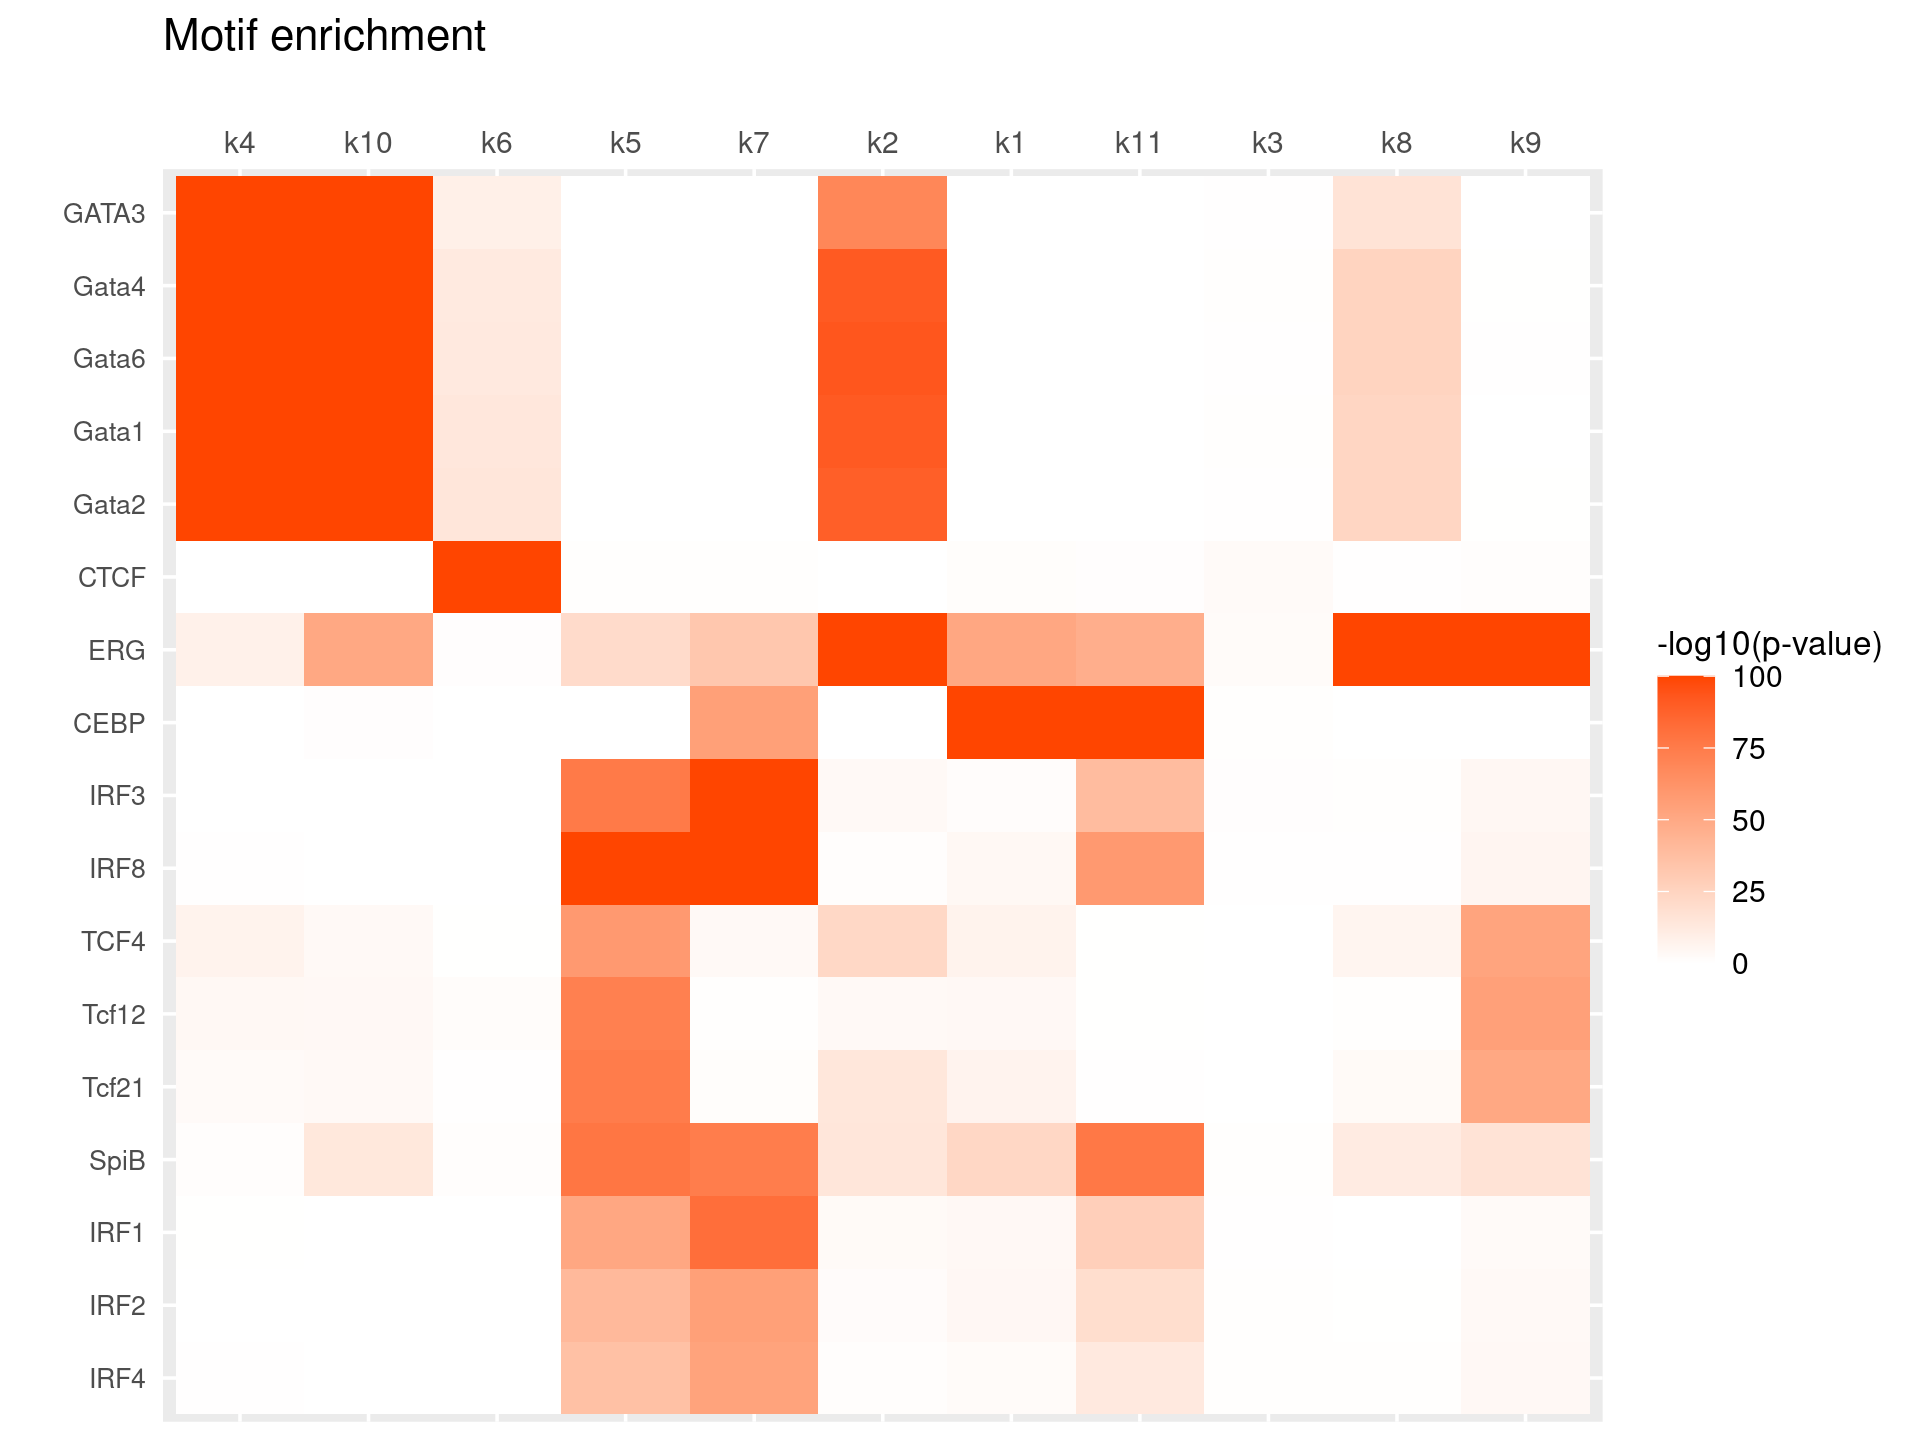 Motif enrichment
k4 k10 k6 k5 k7 k2 k1 k11 k3 k8 k9
GATA3
Gata4
Gata6
Gata1
Gata2
CTCF
ERG
CEBP
IRF3
IRF8
TCF4
Tcf12
Tcf21
SpiB
IRF1
IRF2
IRF4
-log10(p-value)
100
75
50
25
0